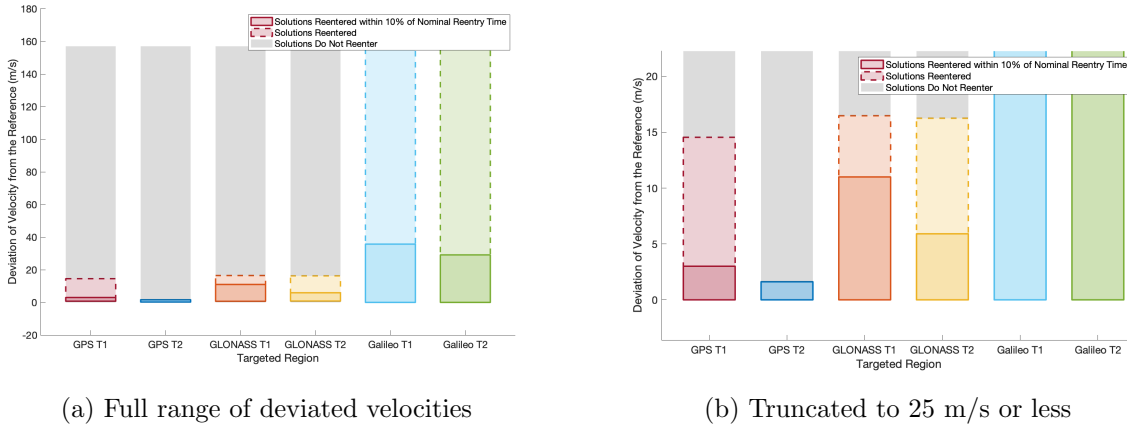 180
160
140
120
100
80
60
40
20
0
-20
Deviation of Velocity from the Reference (m/s)
Solutions Reentered within 10% of Nominal Reentry Time
Solutions Reentered
Solutions Do Not Reenter
GPS T1 GPS T2 GLONASS T1 GLONASS T2 Galileo T1 Galileo T2
Targeted Region
(a) Full range of deviated velocities
20
15
10
5
0
Deviation of Velocity from the Reference (m/s)
Solutions Reentered within 10% of Nominal Reentry Time
Solutions Reentered
Solutions Do Not Reenter
GPS T1 GPS T2 GLONASS T1 GLONASS T2 Galileo T1 Galileo T2
Targeted Region
(b) Truncated to 25 m/s or less